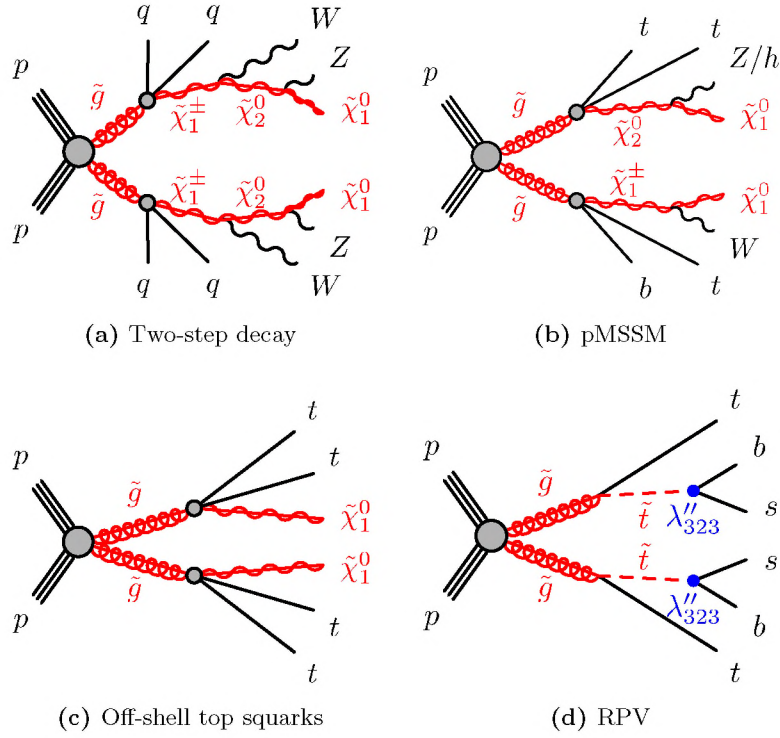 q q W
p Z
g̃ χ̃₁± χ̃₂⁰ χ̃₁⁰
g̃ χ̃₁± χ̃₂⁰ χ̃₁⁰
p Z
q q W
(a) Two-step decay
t t
p Z/h
g̃ χ̃₂⁰ χ̃₁⁰
g̃ χ̃₁± χ̃₁⁰
p W
b t
(b) pMSSM
t
p t
g̃ χ̃₁⁰
g̃ χ̃₁⁰
p t
t
(c) Off-shell top squarks
t
p b
g̃ t̃ λ″₃₂₃ s
g̃ t̃ λ″₃₂₃ s
p b
t
(d) RPV